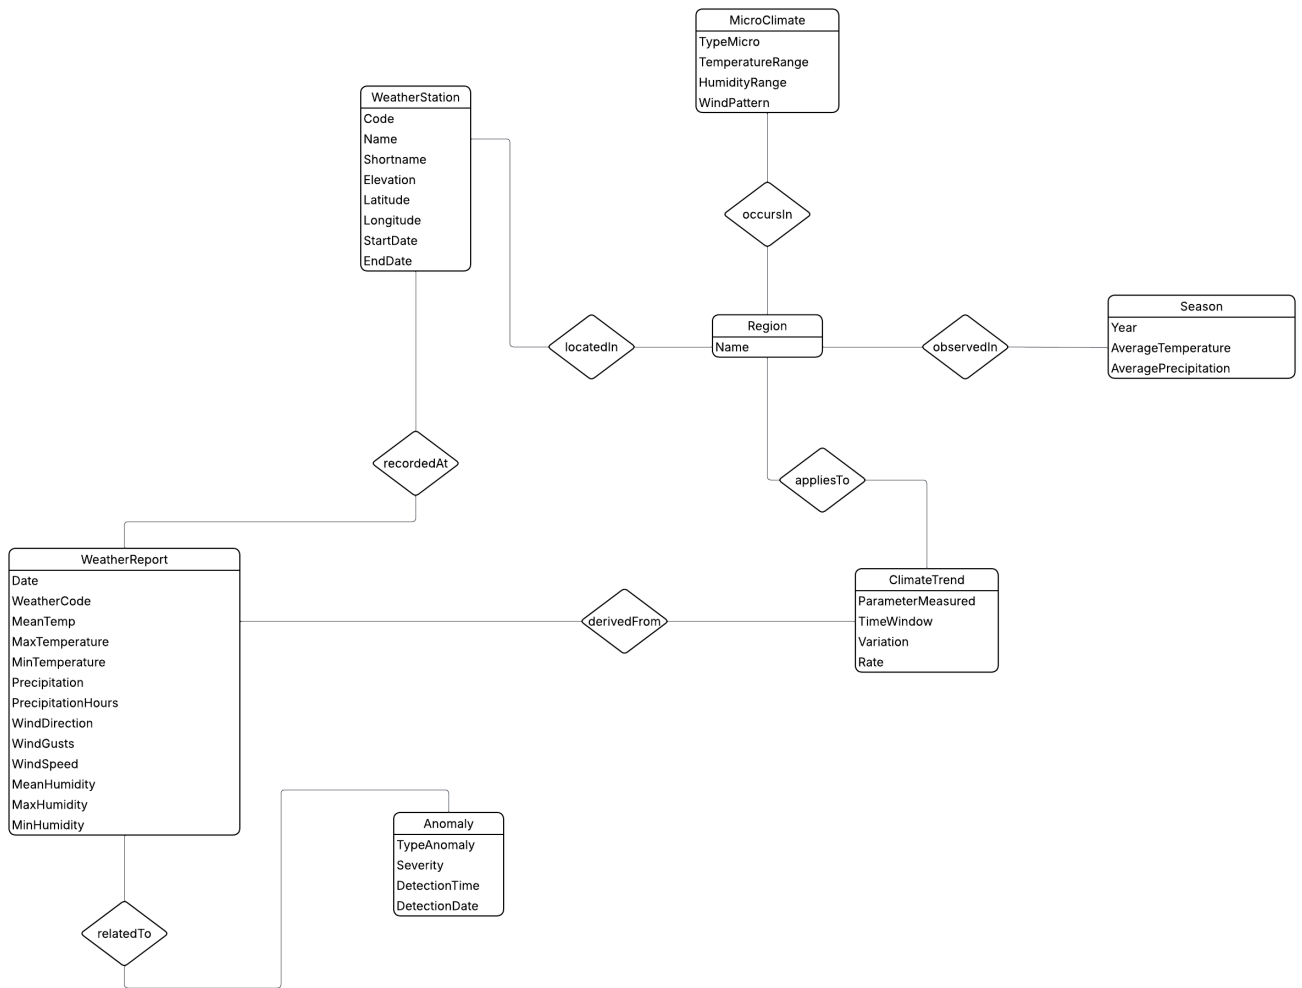 MicroClimate
TypeMicro
TemperatureRange
HumidityRange
WindPattern
WeatherStation
Code
Name
Shortname
Elevation
Latitude
Longitude
StartDate
EndDate
occursIn
locatedIn
Region
Name
observedIn
Season
Year
AverageTemperature
AveragePrecipitation
recordedAt
appliesTo
WeatherReport
Date
WeatherCode
MeanTemp
MaxTemperature
MinTemperature
Precipitation
PrecipitationHours
WindDirection
WindGusts
WindSpeed
MeanHumidity
MaxHumidity
MinHumidity
derivedFrom
ClimateTrend
ParameterMeasured
TimeWindow
Variation
Rate
Anomaly
TypeAnomaly
Severity
DetectionTime
DetectionDate
relatedTo